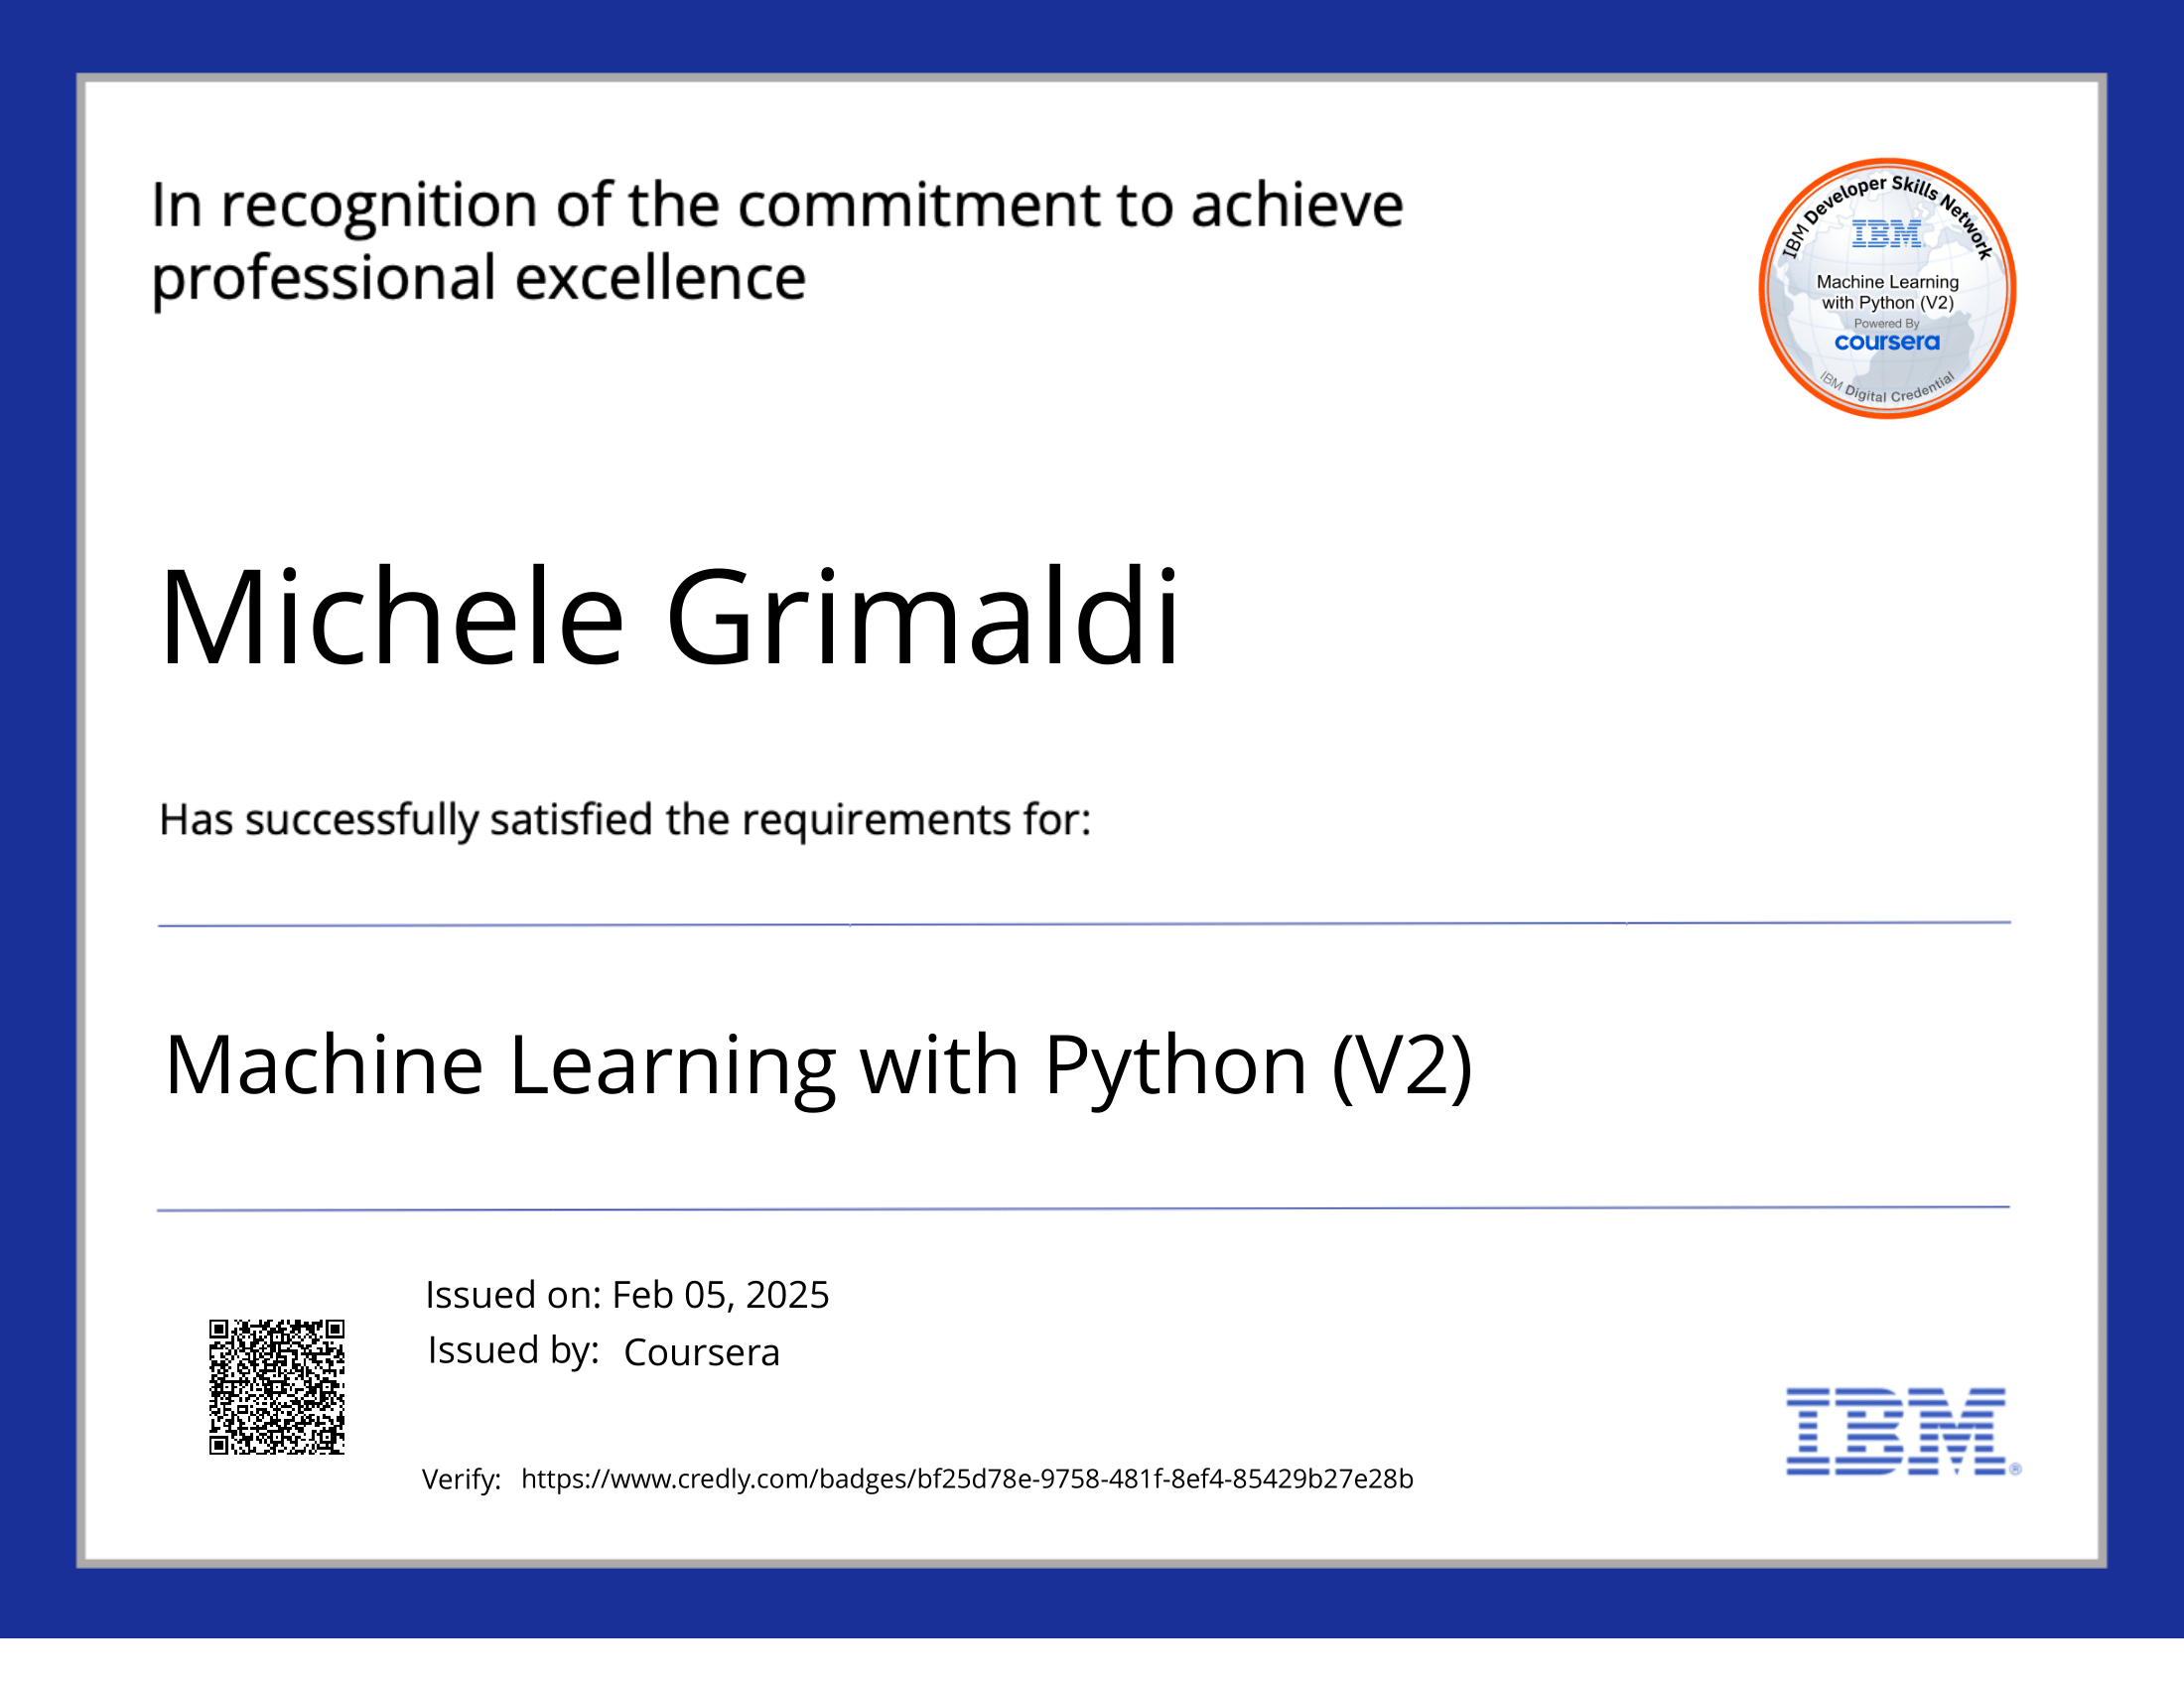 In recognition of the commitment to achieve
professional excellence
IBM Developer Skills Network
IBM
Machine Learning
with Python (V2)
Powered By
coursera
IBM Digital Credential
Michele Grimaldi
Has successfully satisfied the requirements for:
Machine Learning with Python (V2)
Issued on: Feb 05, 2025
Issued by: Coursera
Verify: https://www.credly.com/badges/bf25d78e-9758-481f-8ef4-85429b27e28b
IBM®